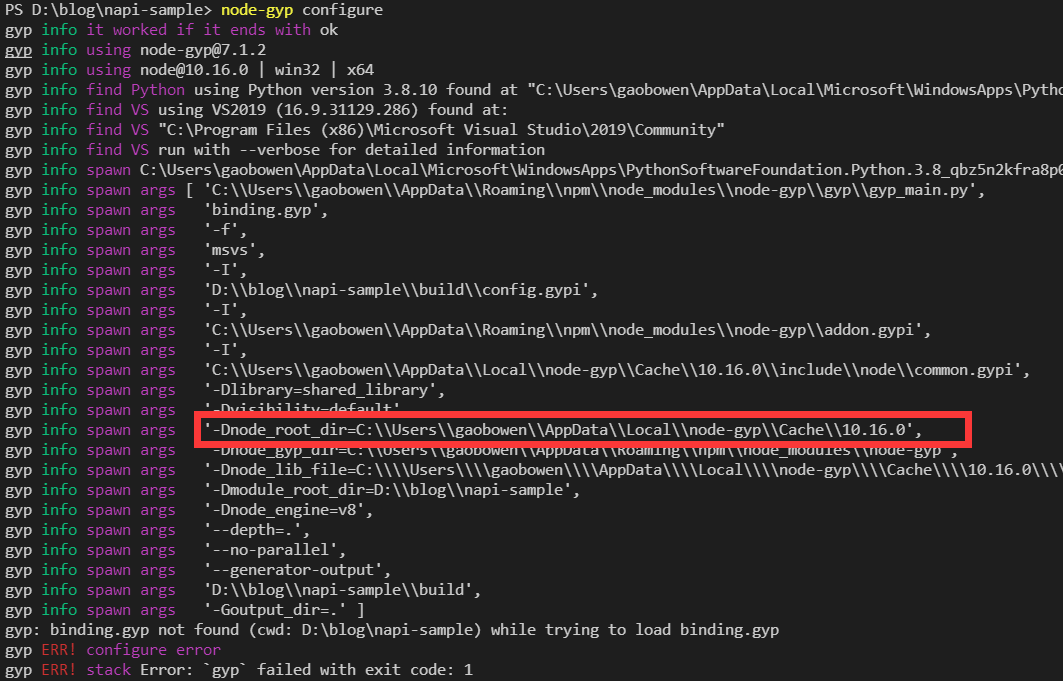 PS D:\blog\napi-sample> node-gyp configure
gyp info it worked if it ends with ok
gyp info using node-gyp@7.1.2
gyp info using node@10.16.0 | win32 | x64
gyp info find Python using Python version 3.8.10 found at "C:\Users\gaobowen\AppData\Local\Microsoft\WindowsApps\Pytho
gyp info find VS using VS2019 (16.9.31129.286) found at:
gyp info find VS "C:\Program Files (x86)\Microsoft Visual Studio\2019\Community"
gyp info find VS run with --verbose for detailed information
gyp info spawn C:\Users\gaobowen\AppData\Local\Microsoft\WindowsApps\PythonSoftwareFoundation.Python.3.8_qbz5n2kfra8p0
gyp info spawn args [ 'C:\\Users\\gaobowen\\AppData\\Roaming\\npm\\node_modules\\node-gyp\\gyp\\gyp_main.py',
gyp info spawn args   'binding.gyp',
gyp info spawn args   '-f',
gyp info spawn args   'msvs',
gyp info spawn args   '-I',
gyp info spawn args   'D:\\blog\\napi-sample\\build\\config.gypi',
gyp info spawn args   '-I',
gyp info spawn args   'C:\\Users\\gaobowen\\AppData\\Roaming\\npm\\node_modules\\node-gyp\\addon.gypi',
gyp info spawn args   '-I',
gyp info spawn args   'C:\\Users\\gaobowen\\AppData\\Local\\node-gyp\\Cache\\10.16.0\\include\\node\\common.gypi',
gyp info spawn args   '-Dlibrary=shared_library',
gyp info spawn args   '-Dvisibility=default'
gyp info spawn args   '-Dnode_root_dir=C:\\Users\\gaobowen\\AppData\\Local\\node-gyp\\Cache\\10.16.0',
gyp info spawn args   '-Dnode_gyp_dir=C:\\Users\\gaobowen\\AppData\\Roaming\\npm\\node_modules\\node-gyp',
gyp info spawn args   '-Dnode_lib_file=C:\\\\Users\\\\gaobowen\\\\AppData\\\\Local\\\\node-gyp\\\\Cache\\\\10.16.0\\\\
gyp info spawn args   '-Dmodule_root_dir=D:\\blog\\napi-sample',
gyp info spawn args   '-Dnode_engine=v8',
gyp info spawn args   '--depth=.',
gyp info spawn args   '--no-parallel',
gyp info spawn args   '--generator-output',
gyp info spawn args   'D:\\blog\\napi-sample\\build',
gyp info spawn args   '-Goutput_dir=.' ]
gyp: binding.gyp not found (cwd: D:\blog\napi-sample) while trying to load binding.gyp
gyp ERR! configure error
gyp ERR! stack Error: `gyp` failed with exit code: 1